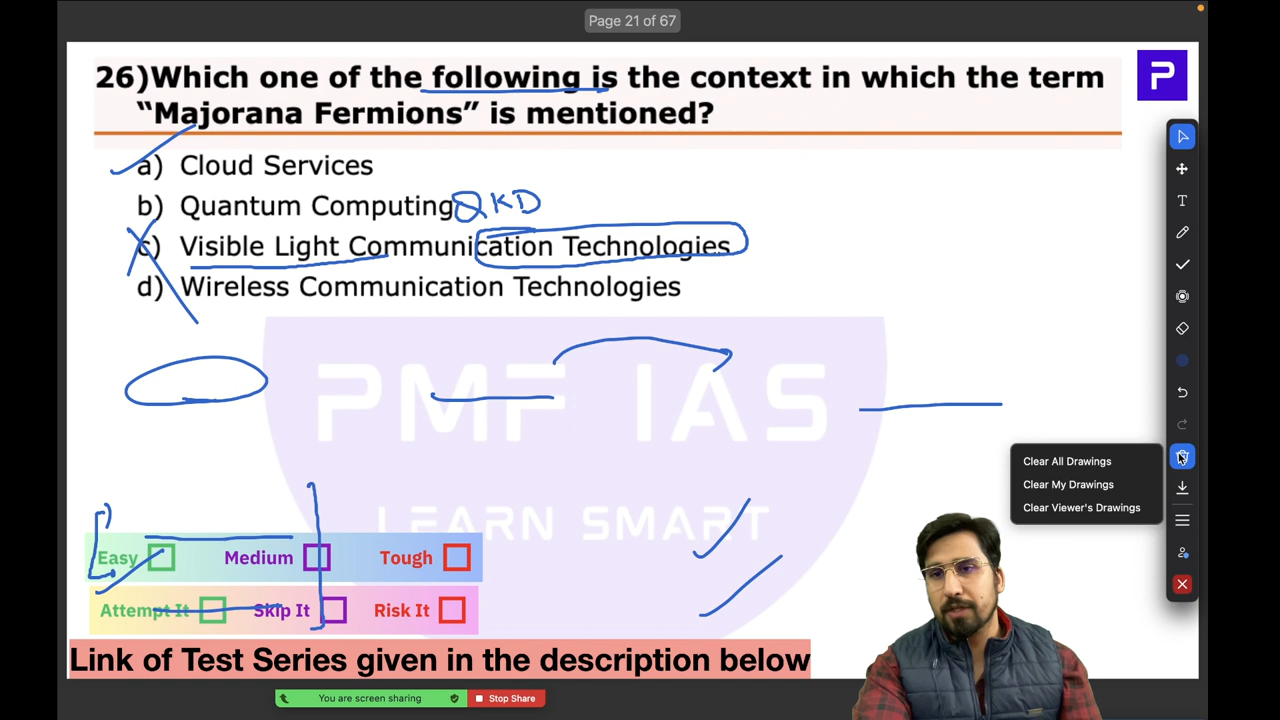 Page 21 of 67
26)Which one of the following is the context in which the term
“Majorana Fermions” is mentioned?
P
a) Cloud Services
b) Quantum Computing QKD
c) Visible Light Communication Technologies
d) Wireless Communication Technologies
PMF IAS
LEARN SMART
T
Clear All Drawings
Clear My Drawings
Clear Viewer's Drawings
Easy Medium Tough
Attempt It Skip It Risk It
Link of Test Series given in the description below
You are screen sharing Stop Share